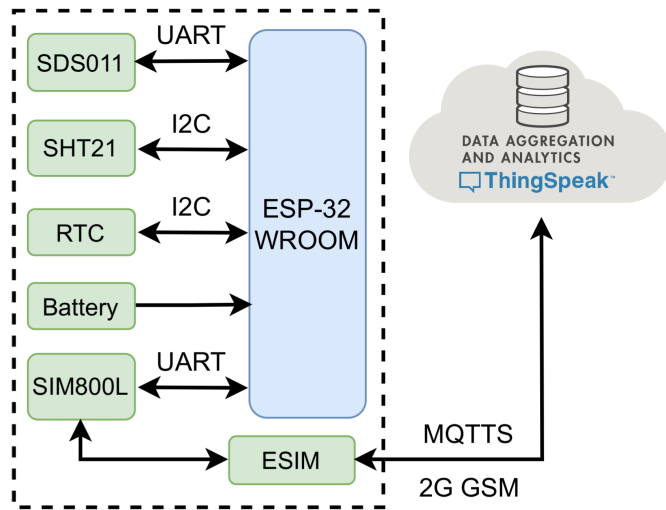 SDS011
UART
SHT21
I2C
RTC
I2C
Battery
SIM800L
UART
ESP-32
WROOM
ESIM
DATA AGGREGATION
AND ANALYTICS
ThingSpeak™
MQTTS
2G GSM